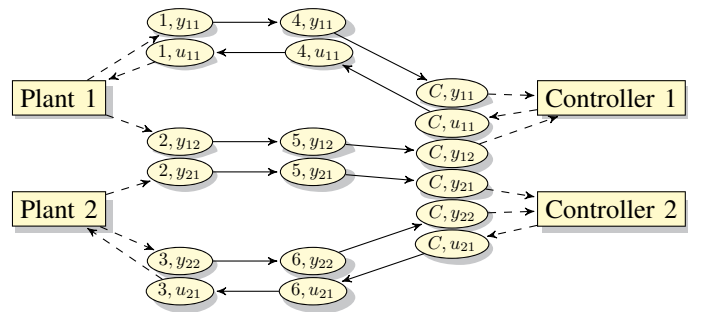 1, y₁₁
4, y₁₁
1, u₁₁
4, u₁₁
Plant 1
C, y₁₁
Controller 1
C, u₁₁
2, y₁₂
5, y₁₂
C, y₁₂
2, y₂₁
5, y₂₁
C, y₂₁
Plant 2
C, y₂₂
Controller 2
C, u₂₁
3, y₂₂
6, y₂₂
3, u₂₁
6, u₂₁